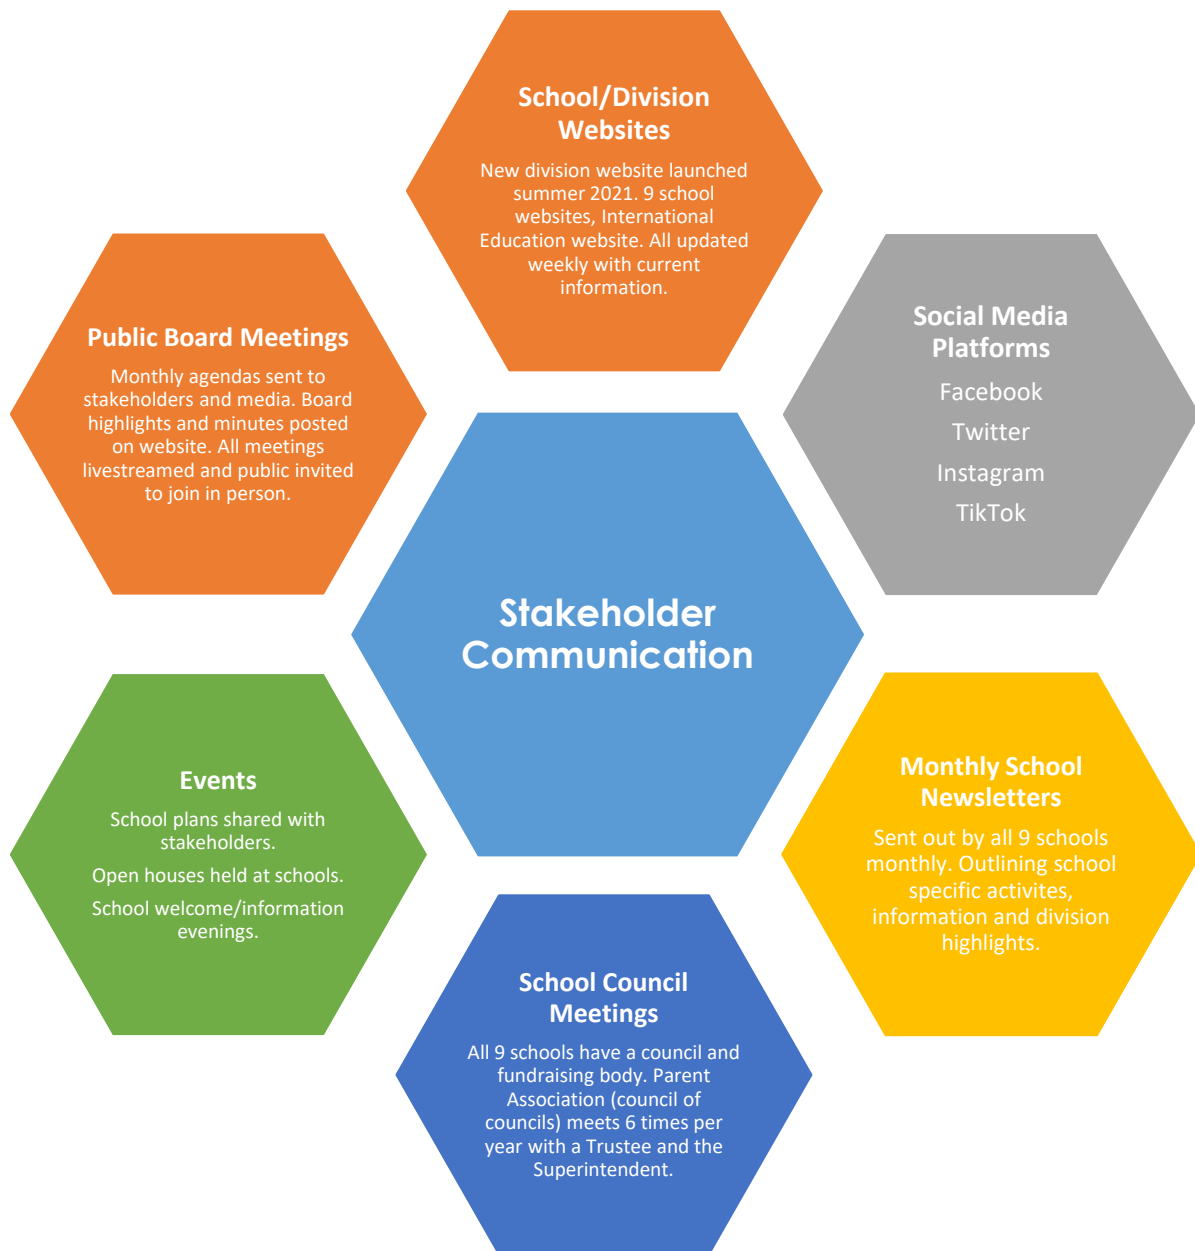 School/Division
Websites
New division website launched
summer 2021. 9 school
websites, International
Education website. All updated
weekly with current
information.
Social Media
Platforms
Facebook
Twitter
Instagram
TikTok
Public Board Meetings
Monthly agendas sent to
stakeholders and media. Board
highlights and minutes posted
on website. All meetings
livestreamed and public invited
to join in person.
Stakeholder
Communication
Monthly School
Newsletters
Sent out by all 9 schools
monthly. Outlining school
specific activites,
information and division
highlights.
Events
School plans shared with
stakeholders.
Open houses held at schools.
School welcome/information
evenings.
School Council
Meetings
All 9 schools have a council and
fundraising body. Parent
Association (council of
councils) meets 6 times per
year with a Trustee and the
Superintendent.